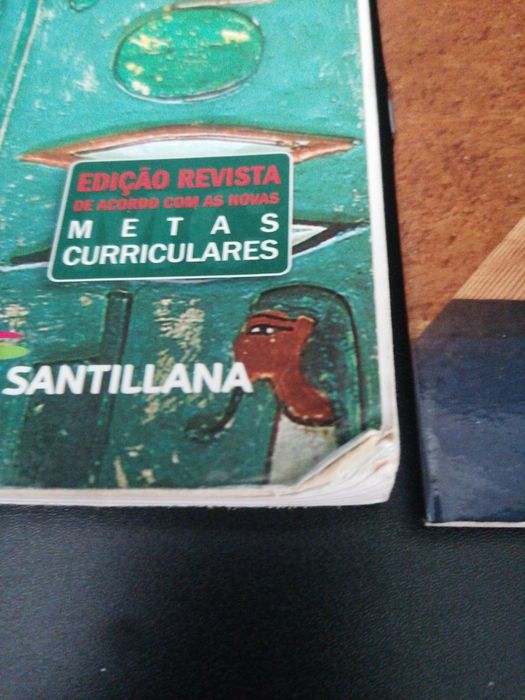 EDIÇÃO REVISTA
DE ACORDO COM AS NOVAS
METAS
CURRICULARES
SANTILLANA